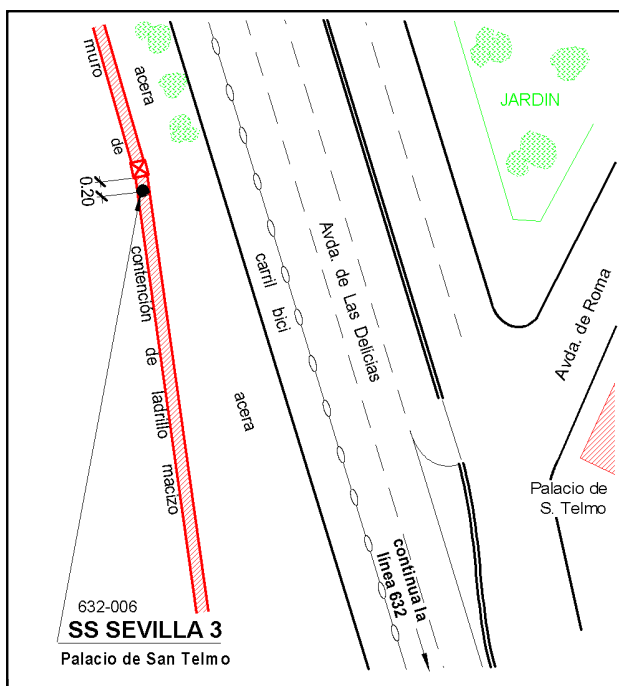 muro de contención de ladrillo macizo
acera
0.20
JARDIN
Avda. de Las Delicias
carril bici
acera
Avda. de Roma
Palacio de
S. Telmo
continua la
línea 632
632-006
SS SEVILLA 3
Palacio de San Telmo